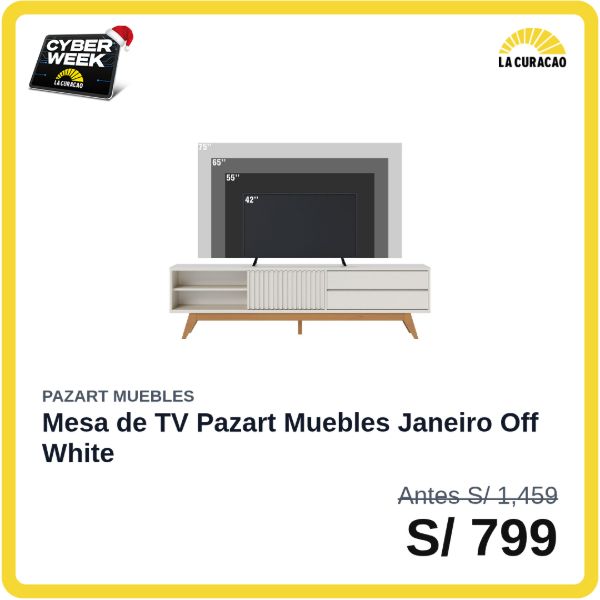 CYBER
WEEK
LA CURACAO
LA CURACAO
75''
65''
55''
42''
PAZART MUEBLES
Mesa de TV Pazart Muebles Janeiro Off
White
Antes S/ 1,459
S/ 799